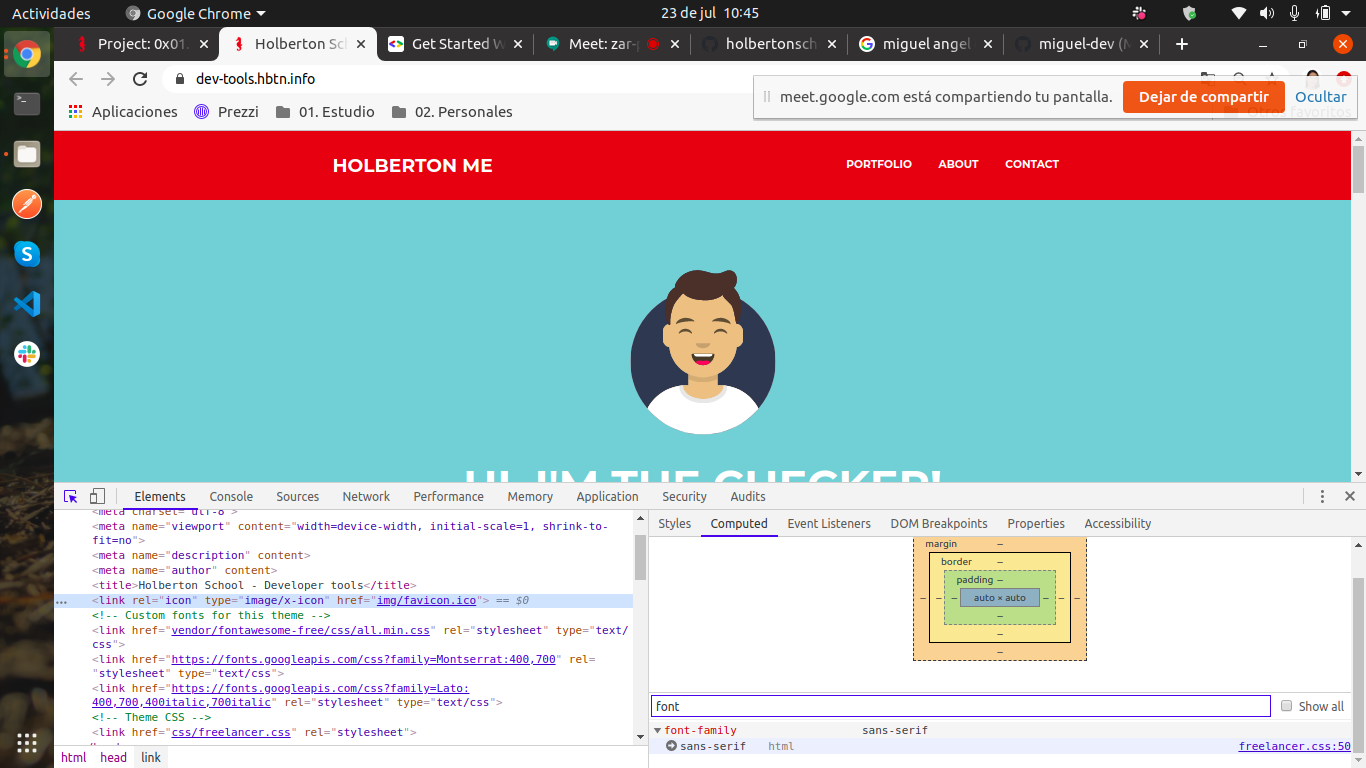 Actividades
Google Chrome
23 de jul 10:45
Project: 0x01.
Holberton Sc
Get Started W
Meet: zar-
holbertonsch
miguel angel
miguel-dev (
dev-tools.hbtn.info
meet.google.com está compartiendo tu pantalla.
Dejar de compartir
Ocultar
Aplicaciones
Prezzi
01. Estudio
02. Personales
Otros favoritos
HOLBERTON ME
PORTFOLIO
ABOUT
CONTACT
HI, I'M THE CHECKER!
Elements
Console
Sources
Network
Performance
Memory
Application
Security
Audits
<meta charset="utf-8">
<meta name="viewport" content="width=device-width, initial-scale=1, shrink-to-
fit=no">
<meta name="description" content>
<meta name="author" content>
<title>Holberton School - Developer tools</title>
… <link rel="icon" type="image/x-icon" href="img/favicon.ico"> == $0
<!-- Custom fonts for this theme -->
<link href="vendor/fontawesome-free/css/all.min.css" rel="stylesheet" type="text/
css">
<link href="https://fonts.googleapis.com/css?family=Montserrat:400,700" rel=
"stylesheet" type="text/css">
<link href="https://fonts.googleapis.com/css?family=Lato:
400,700,400italic,700italic" rel="stylesheet" type="text/css">
<!-- Theme CSS -->
<link href="css/freelancer.css" rel="stylesheet">
html
head
link
Styles
Computed
Event Listeners
DOM Breakpoints
Properties
Accessibility
margin –
border –
padding –
– – – auto × auto – – –
–
–
–
font
Show all
font-family sans-serif
sans-serif html freelancer.css:50